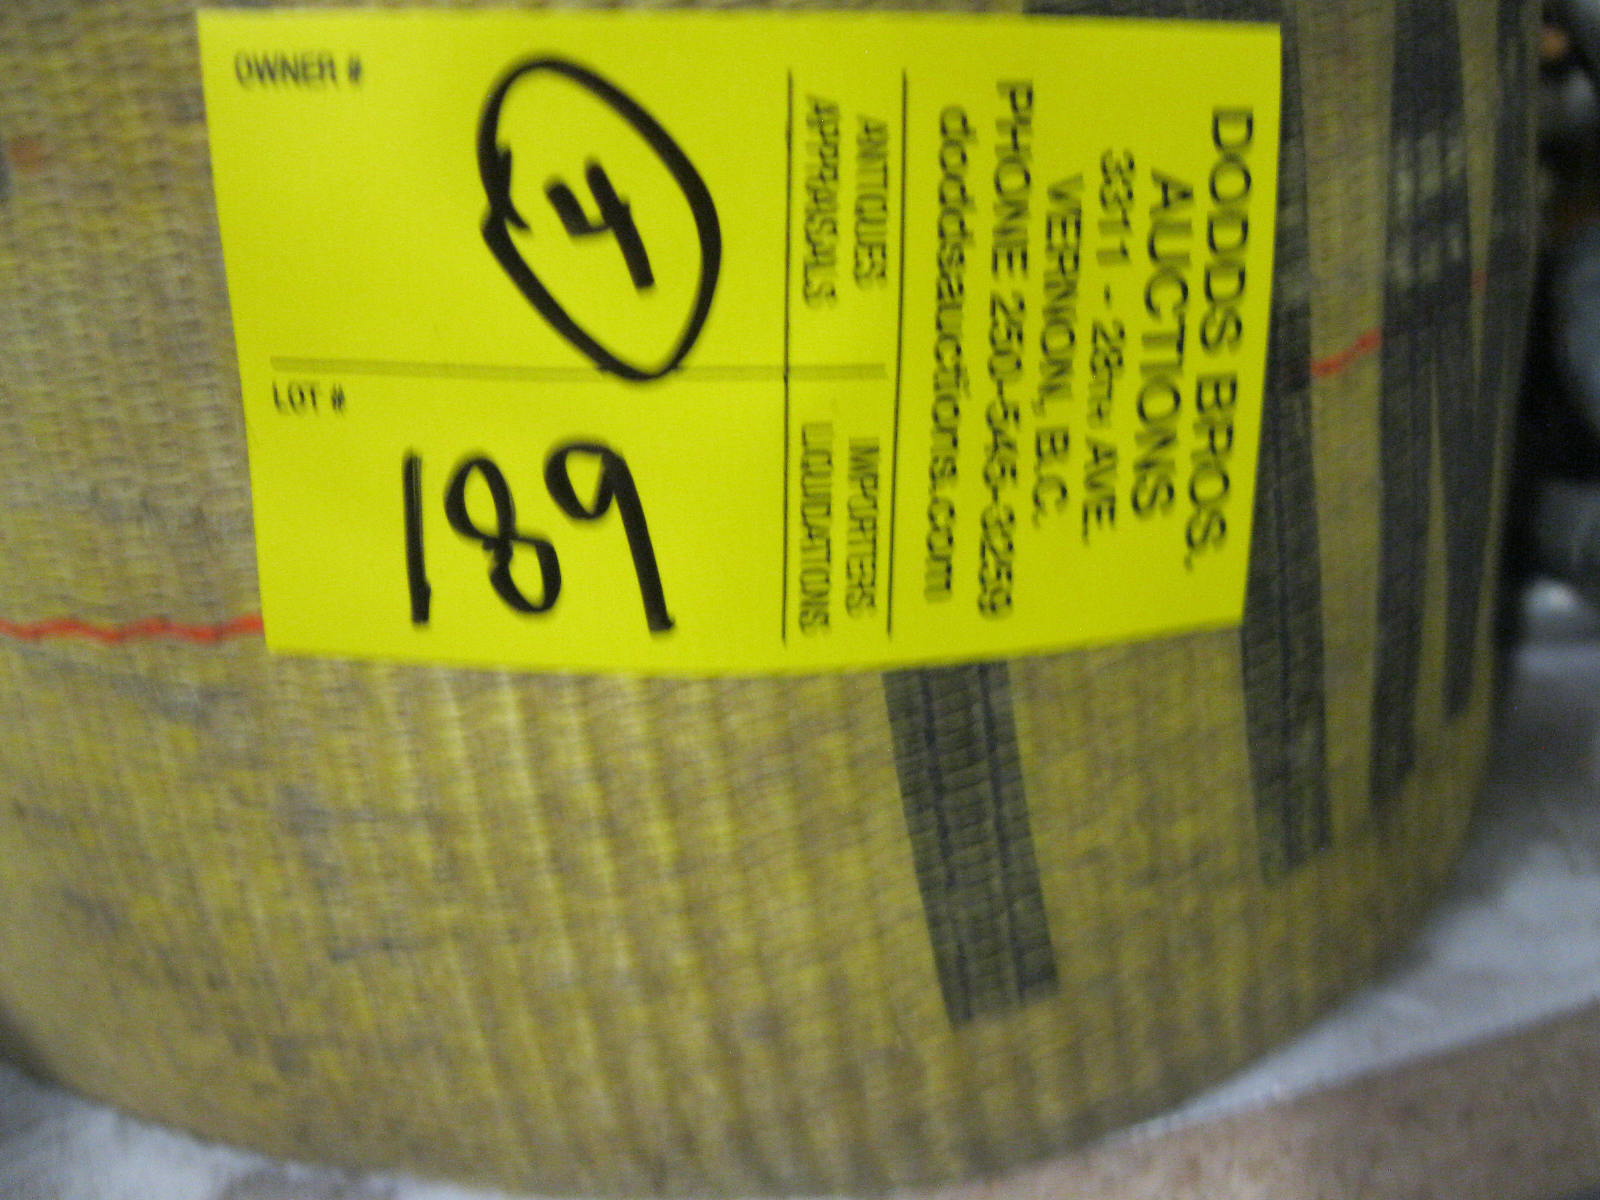 DODDS BROS.
AUCTIONS
3311 - 28TH AVE.
VERNON, B.C.
PHONE 250-545-3259
doddsauctions.com
ANTIQUES IMPORTERS
APPRAISALS LIQUIDATIONS
OWNER #
4
LOT #
189